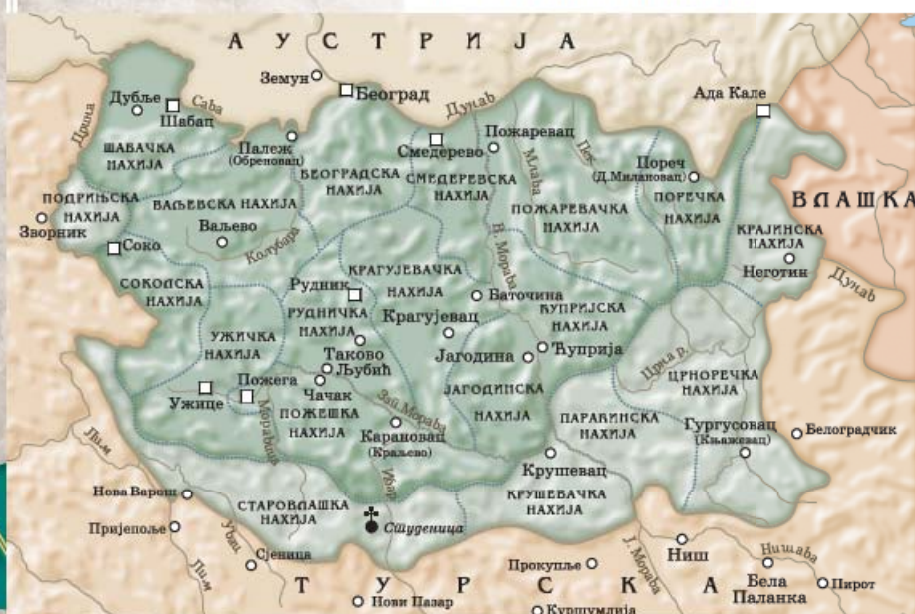 АУСТРИЈА
Земун
Београд
Дунав
Ада Кале
Дубље
Шабац
Сава
Дрина
Палеж
(Обреновац)
Смедерево
Пожаревац
Млава
Пек
Пореч
(Д.Милановац)
ШАБАЧКА
НАХИЈА
БЕОГРАДСКА
НАХИЈА
СМЕДЕРЕВСКА
НАХИЈА
ПОРЕЧКА
НАХИЈА
ВЛАШКА
ПОДРИЊСКА
НАХИЈА
Зворник
ВАЉЕВСКА НАХИЈА
Ваљево
Колубара
ПОЖАРЕВАЧКА
НАХИЈА
В. Морава
КРАЈИНСКА
НАХИЈА
Неготин
Дунав
Соко
СОКОЛСКА
НАХИЈА
Рудник
РУДНИЧКА
НАХИЈА
КРАГУЈЕВАЧКА
НАХИЈА
Баточина
Крагујевац
ЋУПРИЈСКА
НАХИЈА
УЖИЧКА
НАХИЈА
Таково
Љубић
Јагодина
Ћуприја
Црна р.
ЦРНОРЕЧКА
НАХИЈА
Ужице
Пожега
Чачак
ЈАГОДИНСКА
НАХИЈА
Моравица
ПОЖЕШКА
НАХИЈА
Зап. Морава
Карановац
(Краљево)
ПАРАЋИНСКА
НАХИЈА
Гургусовац
(Књажевац)
Белоградчик
Лим
Ибар
Крушевац
КРУШЕВАЧКА
НАХИЈА
Нова Варош
СТАРОВЛАШКА
НАХИЈА
Студеница
Пријепоље
Увац
Сјеница
Лим
Прокупље
Ј. Морава
Ниш
Нишава
Бела
Паланка
Пирот
ТУРСКА
Нови Пазар
Куршумлија